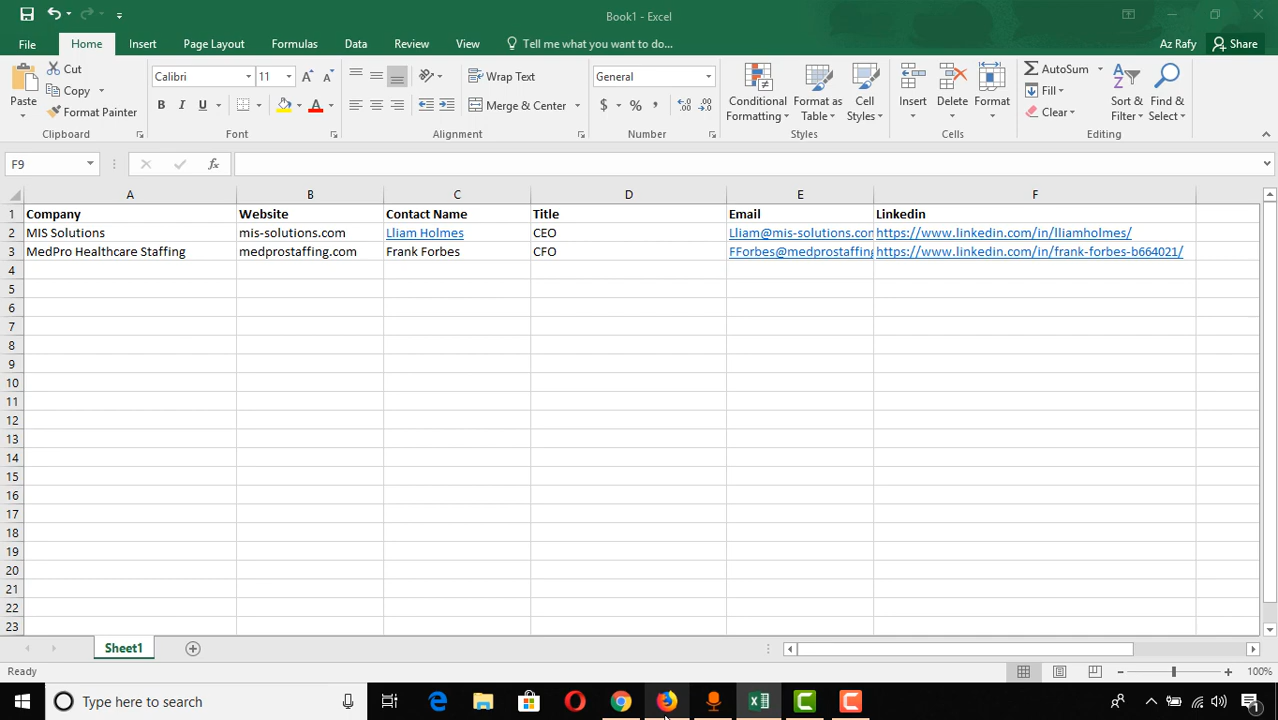 Book1 - Excel
File Home Insert Page Layout Formulas Data Review View Tell me what you want to do... Az Rafy Share
Paste Cut Copy Format Painter Clipboard
Calibri 11 B I U A A A Font
Wrap Text Merge & Center Alignment
General $ % , Number
Conditional Formatting Format as Table Cell Styles Styles
Insert Delete Format Cells
AutoSum Fill Clear Sort & Filter Find & Select Editing
F9 fx
A B C D E F
1 Company Website Contact Name Title Email Linkedin
2 MIS Solutions mis-solutions.com Lliam Holmes CEO Lliam@mis-solutions.com https://www.linkedin.com/in/lliamholmes/
3 MedPro Healthcare Staffing medprostaffing.com Frank Forbes CFO FForbes@medprostaffing https://www.linkedin.com/in/frank-forbes-b664021/
4
5
6
7
8
9
10
11
12
13
14
15
16
17
18
19
20
21
22
23
Sheet1
Ready 100%
Type here to search 1